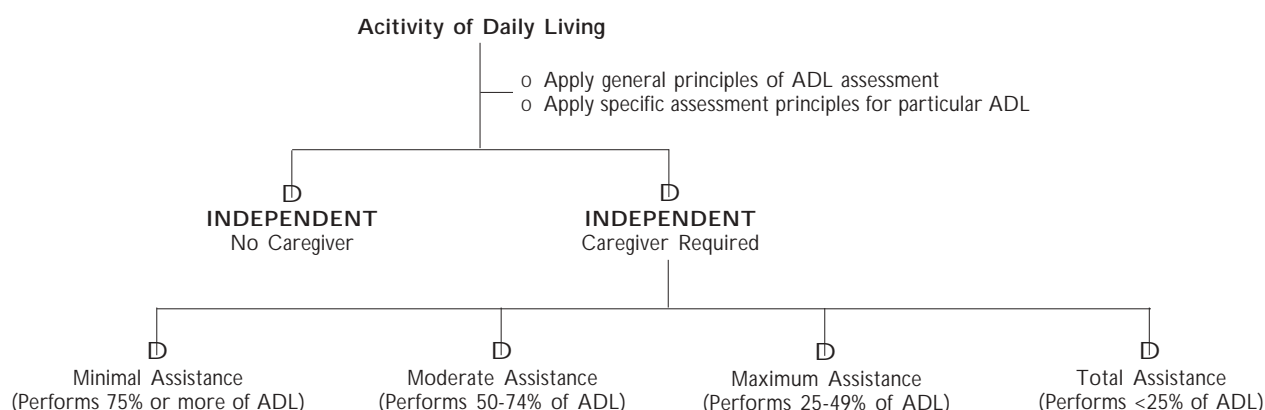 Acitivity of Daily Living
o Apply general principles of ADL assessment
o Apply specific assessment principles for particular ADL
D D
INDEPENDENT INDEPENDENT
No Caregiver Caregiver Required
D D D D
Minimal Assistance Moderate Assistance Maximum Assistance Total Assistance
(Performs 75% or more of ADL) (Performs 50-74% of ADL) (Performs 25-49% of ADL) (Performs <25% of ADL)